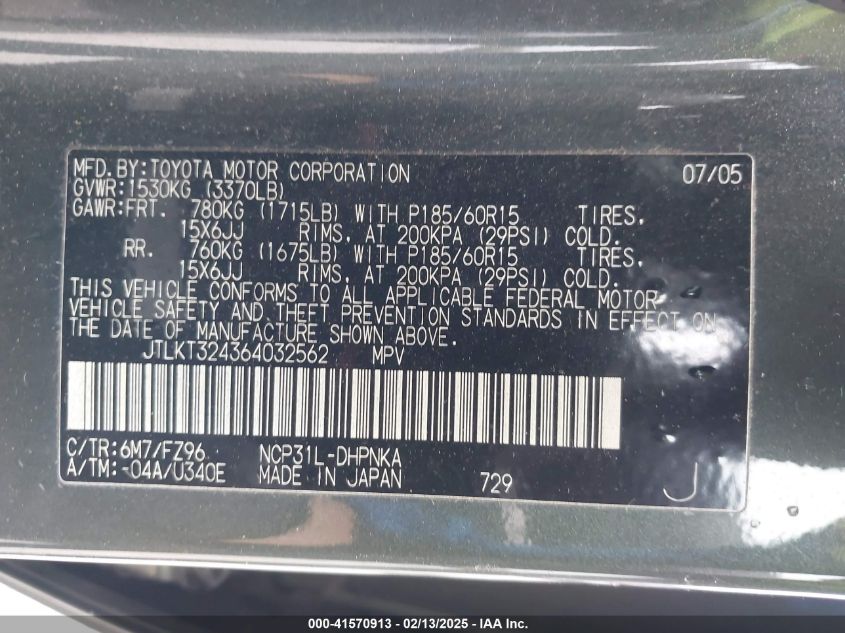 MFD.BY:TOYOTA MOTOR CORPORATION 07/05
GVWR:1530KG (3370LB)
GAWR:FRT. 780KG (1715LB) WITH P185/60R15 TIRES,
15X6JJ RIMS, AT 200KPA (29PSI) COLD.
RR. 760KG (1675LB) WITH P185/60R15 TIRES,
15X6JJ RIMS, AT 200KPA (29PSI) COLD.
THIS VEHICLE CONFORMS TO ALL APPLICABLE FEDERAL MOTOR
VEHICLE SAFETY AND THEFT PREVENTION STANDARDS IN EFFECT ON
THE DATE OF MANUFACTURE SHOWN ABOVE.
JTLKT324364032562 MPV
C/TR:6M7/FZ96 NCP31L-DHPNKA
A/TM:-04A/U340E MADE IN JAPAN 729 J
000-41570913 - 02/13/2025 - IAA Inc.